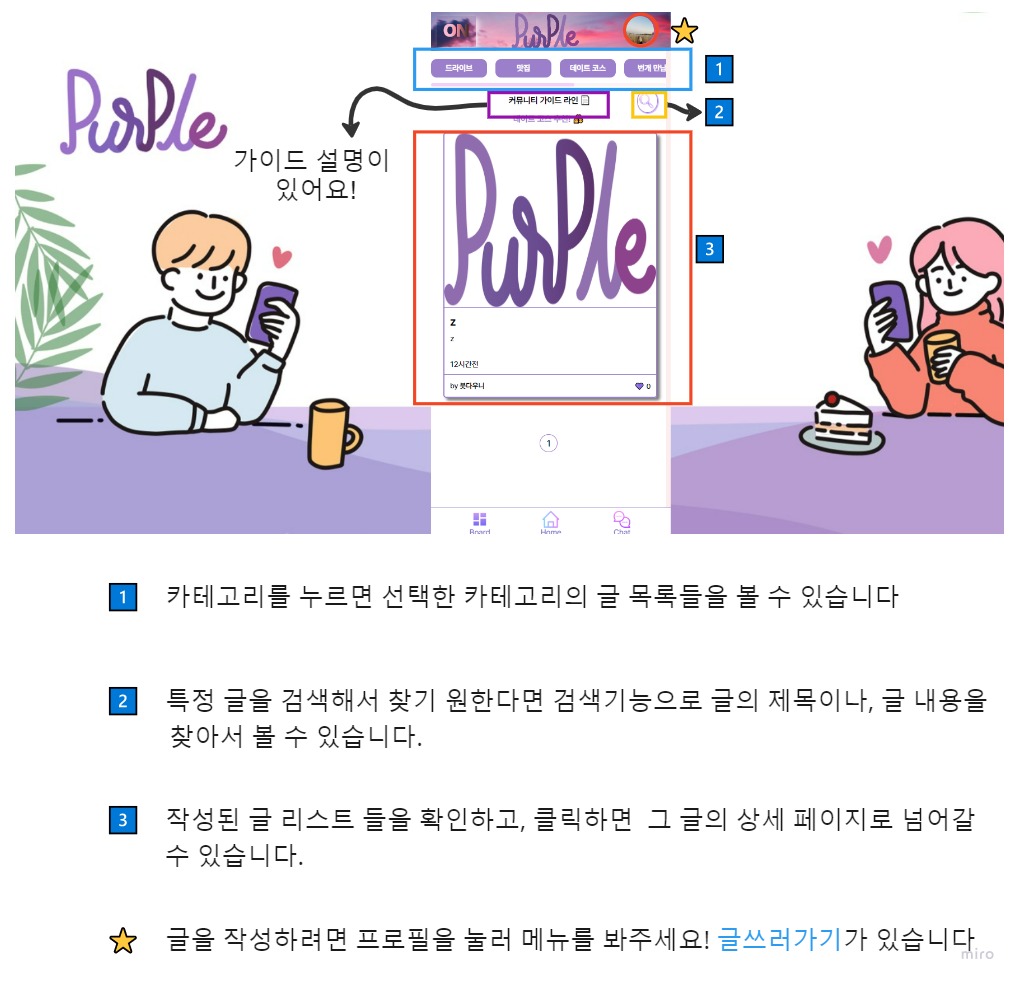 ON
PurPle
드라이브 맛집 데이트 코스 번개 만남
1
커뮤니티 가이드 라인
2
데이트 코스 추천!
PurPle
가이드 설명이
있어요!
PurPle
3
z
z
12시간전
by 풋다우니 0
1
Board Home Chat
1 카테고리를 누르면 선택한 카테고리의 글 목록들을 볼 수 있습니다
2 특정 글을 검색해서 찾기 원한다면 검색기능으로 글의 제목이나, 글 내용을
찾아서 볼 수 있습니다.
3 작성된 글 리스트 들을 확인하고, 클릭하면 그 글의 상세 페이지로 넘어갈
수 있습니다.
글을 작성하려면 프로필을 눌러 메뉴를 봐주세요! 글쓰러가기가 있습니다
miro